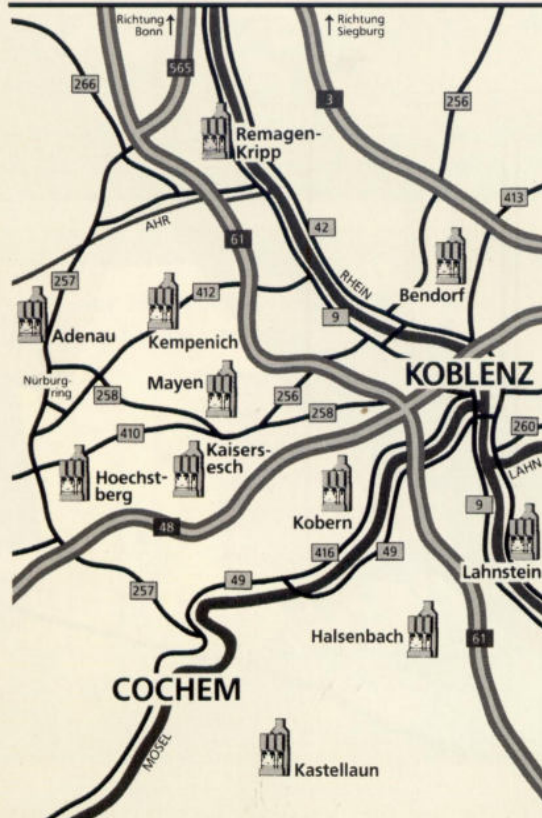 Richtung
Bonn ↑
↑ Richtung
Siegburg
565
266
3
256
Remagen-
Kripp
413
AHR
42
61
RHEIN
257
412
Bendorf
9
Adenau
Kempenich
KOBLENZ
Nürburg-
ring
Mayen
258
256
258
410
260
Kaisers-
esch
LAHN
Hoechst-
berg
Kobern
9
48
416
49
Lahnstein
257
49
Halsenbach
61
COCHEM
MOSEL
Kastellaun